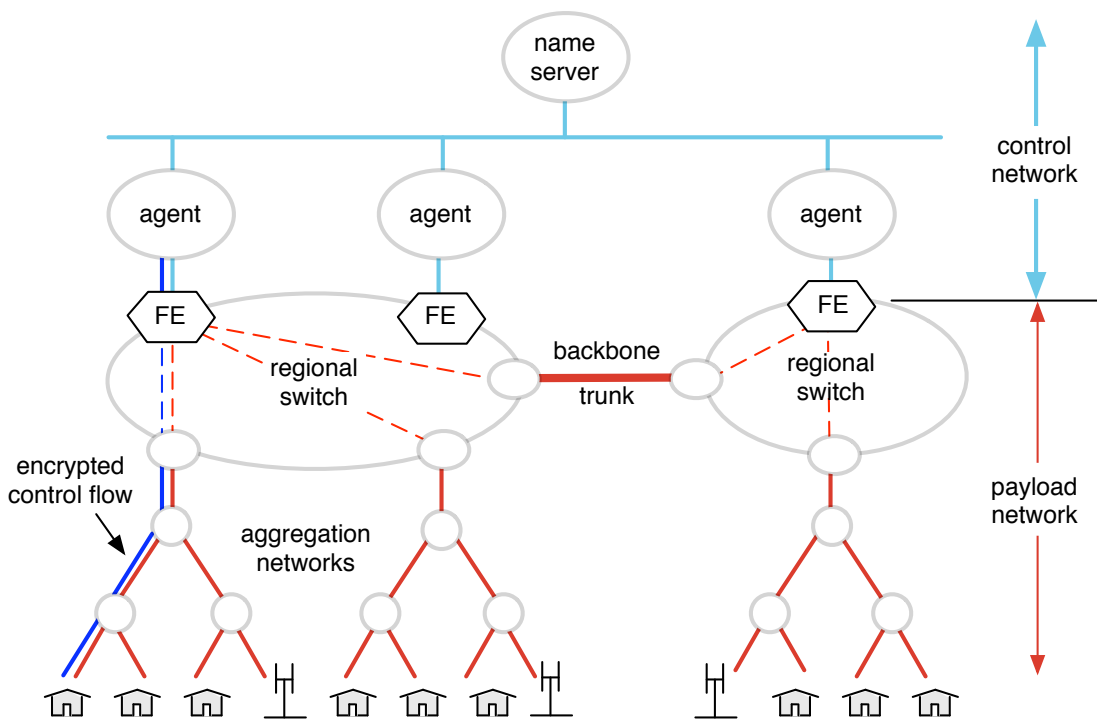 name
server
control
network
agent
agent
agent
FE
FE
FE
regional
switch
backbone
trunk
regional
switch
encrypted
control flow
aggregation
networks
payload
network